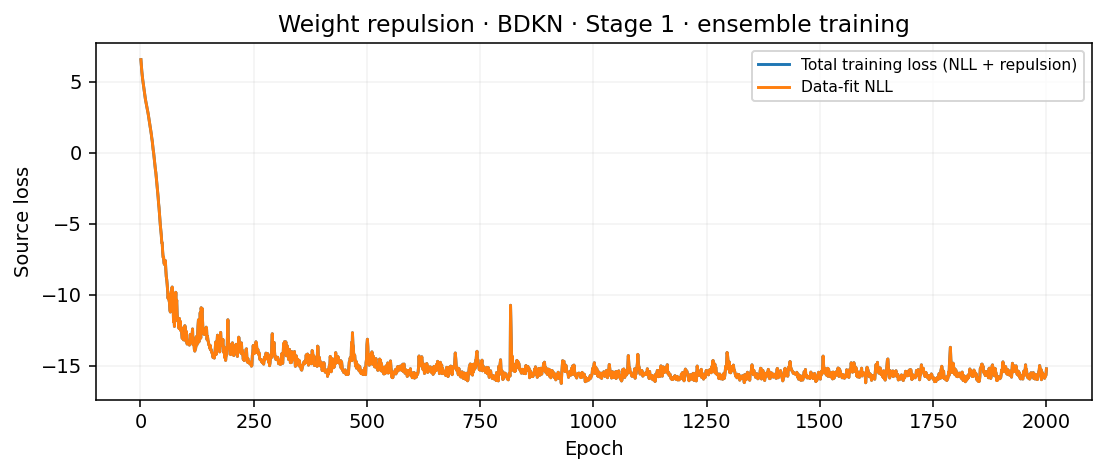 Weight repulsion · BDKN · Stage 1 · ensemble training
Total training loss (NLL + repulsion)
Data-fit NLL
Source loss
5
0
−5
−10
−15
0 250 500 750 1000 1250 1500 1750 2000
Epoch